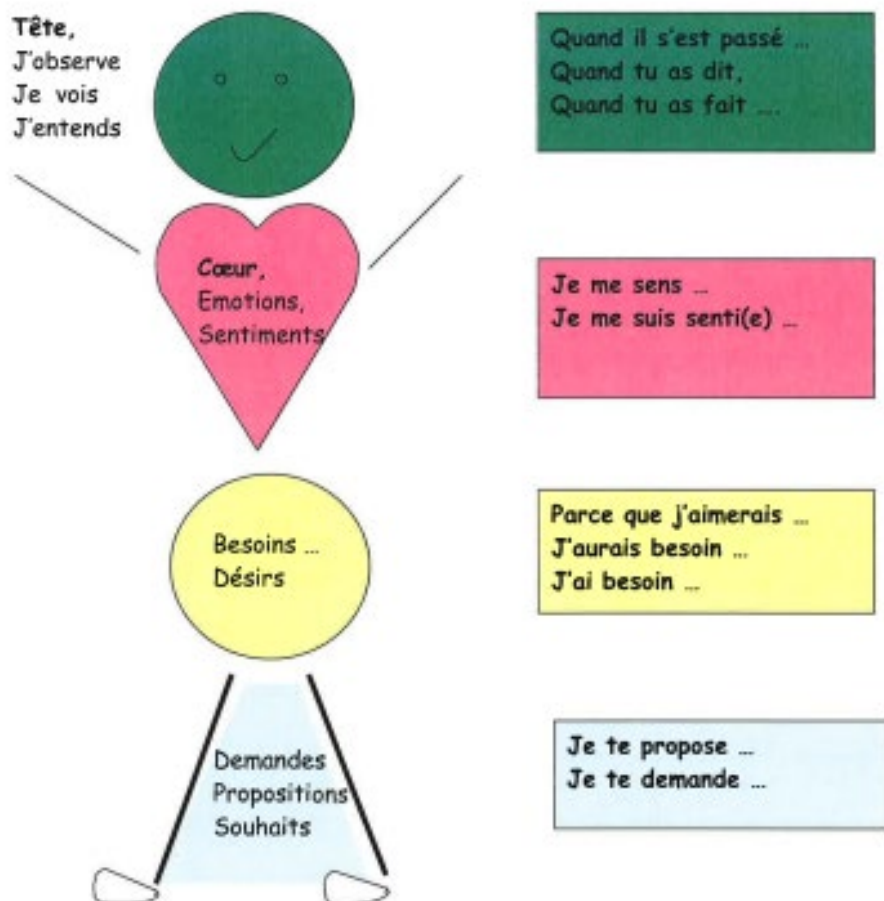 Tête,
J'observe
Je vois
J'entends
Quand il s'est passé …
Quand tu as dit,
Quand tu as fait ….
Cœur,
Emotions,
Sentiments
Je me sens …
Je me suis senti(e) …
Besoins …
Désirs
Parce que j'aimerais …
J'aurais besoin …
J'ai besoin …
Demandes
Propositions
Souhaits
Je te propose …
Je te demande …